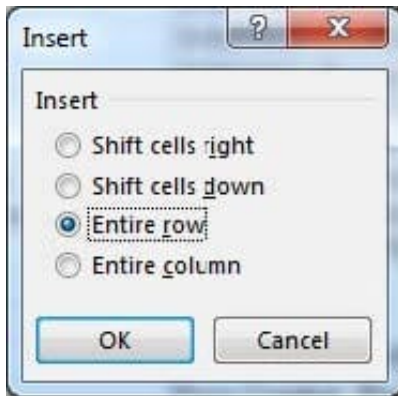 Insert
Insert
Shift cells right
Shift cells down
Entire row
Entire column
OK
Cancel